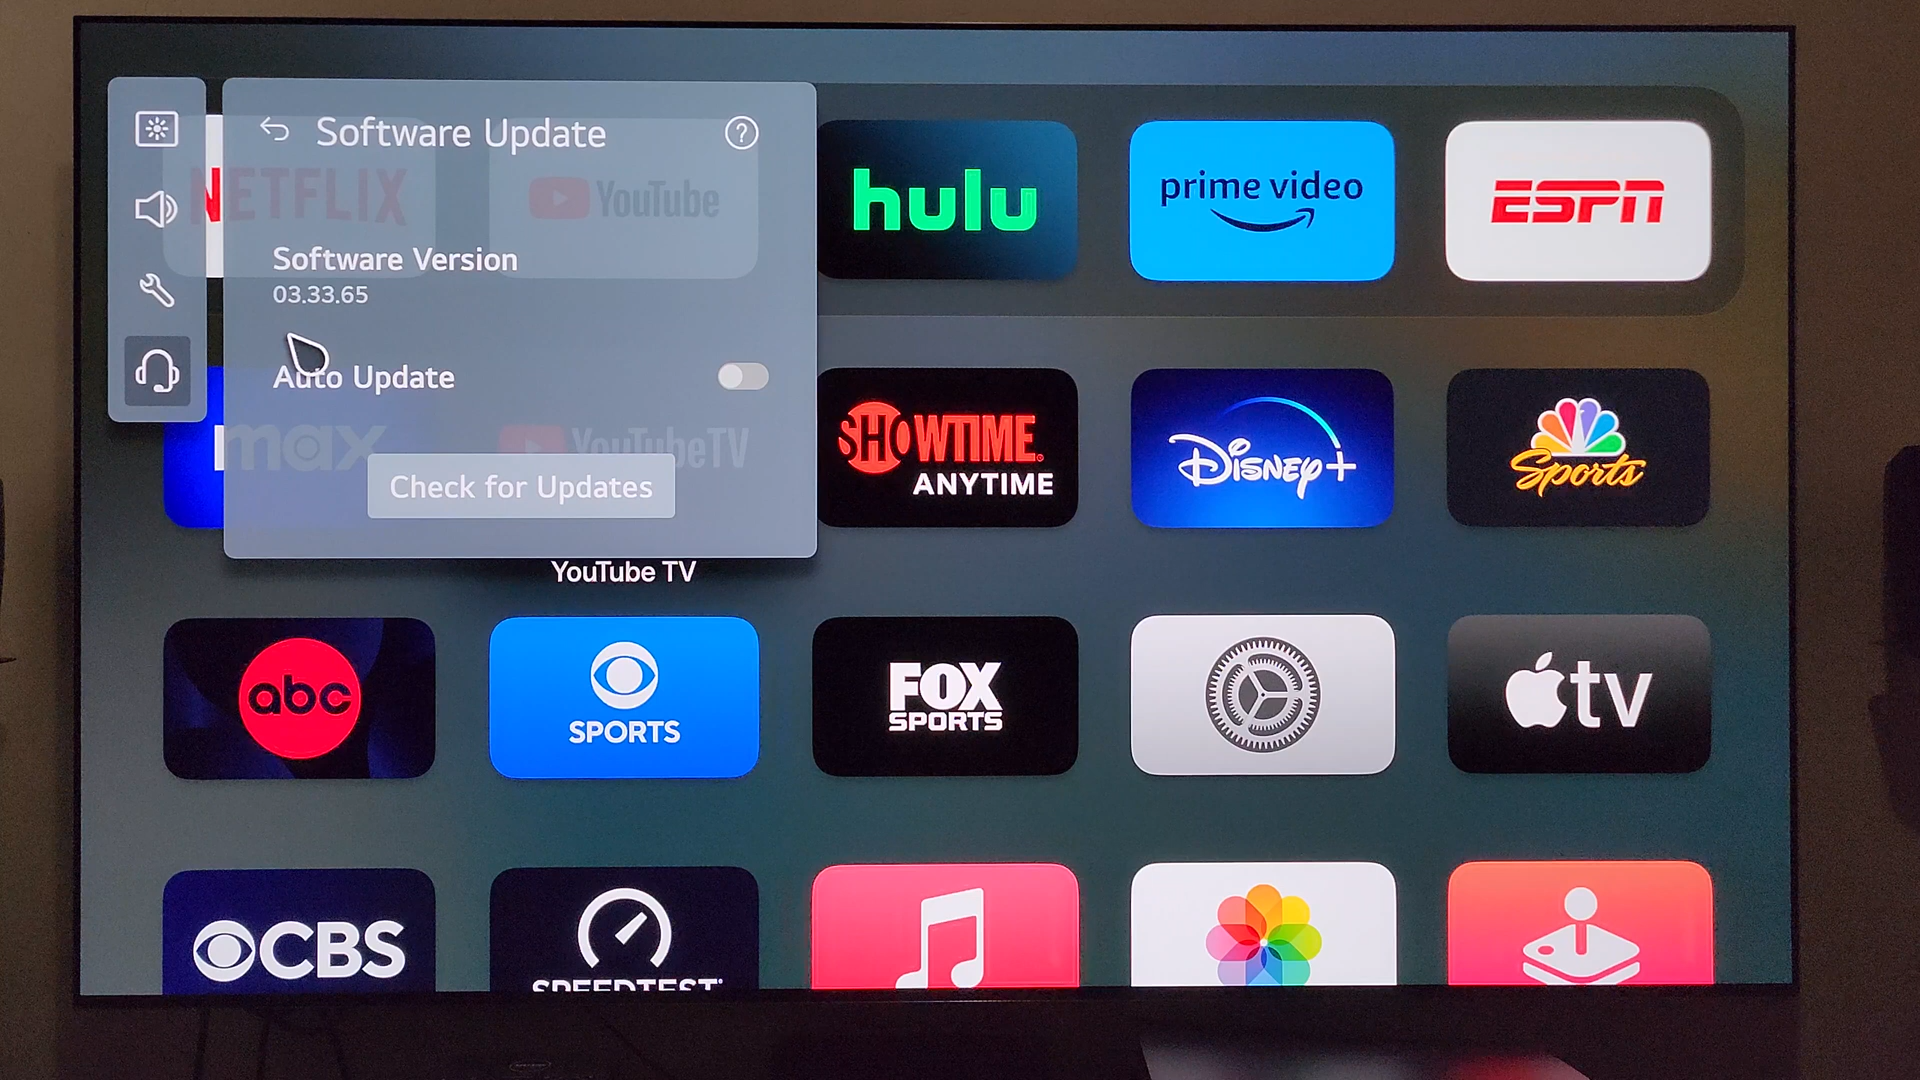 Software Update
?
NETFLIX
YouTube
hulu
prime video
ESPN
Software Version
03.33.65
Auto Update
max
YouTubeTV
SHOWTIME
ANYTIME
Disney+
Sports
Check for Updates
YouTube TV
abc
SPORTS
FOX
SPORTS
tv
CBS
SPEEDTEST